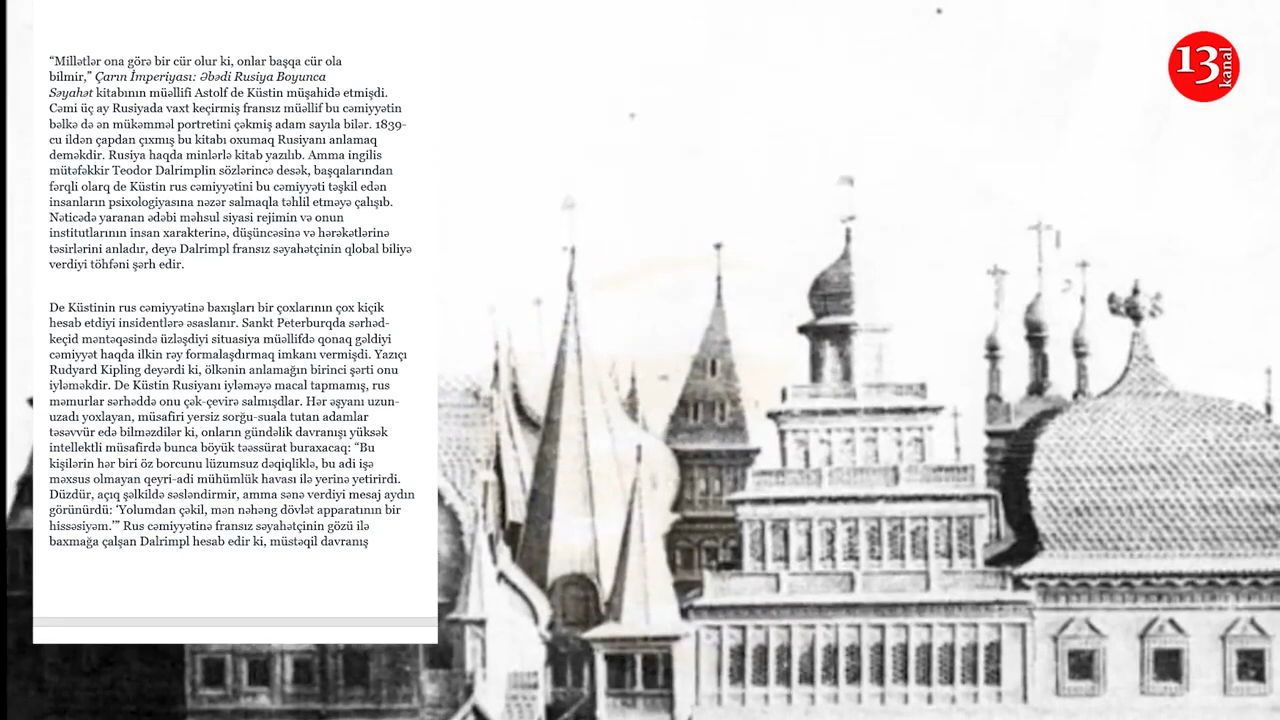 “Millətlər ona görə bir cür olur ki, onlar başqa cür ola
bilmir,” Çarın İmperiyası: Əbədi Rusiya Boyunca
Səyahət kitabının müəllifi Astolf de Küstin müşahidə etmişdi.
Cəmi üç ay Rusiyada vaxt keçirmiş fransız müəllif bu cəmiyyətin
bəlkə də ən mükəmməl portretini çəkmiş adam sayıla bilər. 1839-
cu ildən çapdan çıxmış bu kitabı oxumaq Rusiyanı anlamaq
deməkdir. Rusiya haqda minlərlə kitab yazılıb. Amma ingilis
mütəfəkkir Teodor Dalrimplin sözlərincə desək, başqalarından
fərqli olarq de Küstin rus cəmiyyətini bu cəmiyyəti təşkil edən
insanların psixologiyasına nəzər salmaqla təhlil etməyə çalışıb.
Nəticədə yaranan ədəbi məhsul siyasi rejimin və onun
institutlarının insan xarakterinə, düşüncəsinə və hərəkətlərinə
təsirlərini anladır, deyə Dalrimpl fransız səyahətçinin qlobal biliyə
verdiyi töhfəni şərh edir.
De Küstinin rus cəmiyyətinə baxışları bir çoxlarının çox kiçik
hesab etdiyi insidentlərə əsaslanır. Sankt Peterburqda sərhəd-
keçid məntəqəsində üzləşdiyi situasiya müəllifdə qonaq gəldiyi
cəmiyyət haqda ilkin rəy formalaşdırmaq imkanı vermişdi. Yazıçı
Rudyard Kipling deyərdi ki, ölkənin anlamağın birinci şərti onu
iyləməkdir. De Küstin Rusiyanı iyləməyə macal tapmamış, rus
məmurlar sərhəddə onu çək-çevirə salmışdlar. Hər əşyanı uzun-
uzadı yoxlayan, müsafiri yersiz sorğu-suala tutan adamlar
təsəvvür edə bilməzdilər ki, onların gündəlik davranışı yüksək
intellektli müsafirdə bunca böyük təəssürat buraxacaq: “Bu
kişilərin hər biri öz borcunu lüzumsuz dəqiqliklə, bu adi işə
məxsus olmayan qeyri-adi mühümlük havası ilə yerinə yetirirdi.
Düzdür, açıq şəlkildə səsləndirmir, amma sənə verdiyi mesaj aydın
görünürdü: ‘Yolumdan çəkil, mən nəhəng dövlət apparatının bir
hissəsiyəm.’” Rus cəmiyyətinə fransız səyahətçinin gözü ilə
baxmağa çalşan Dalrimpl hesab edir ki, müstəqil davranış
13
kanal